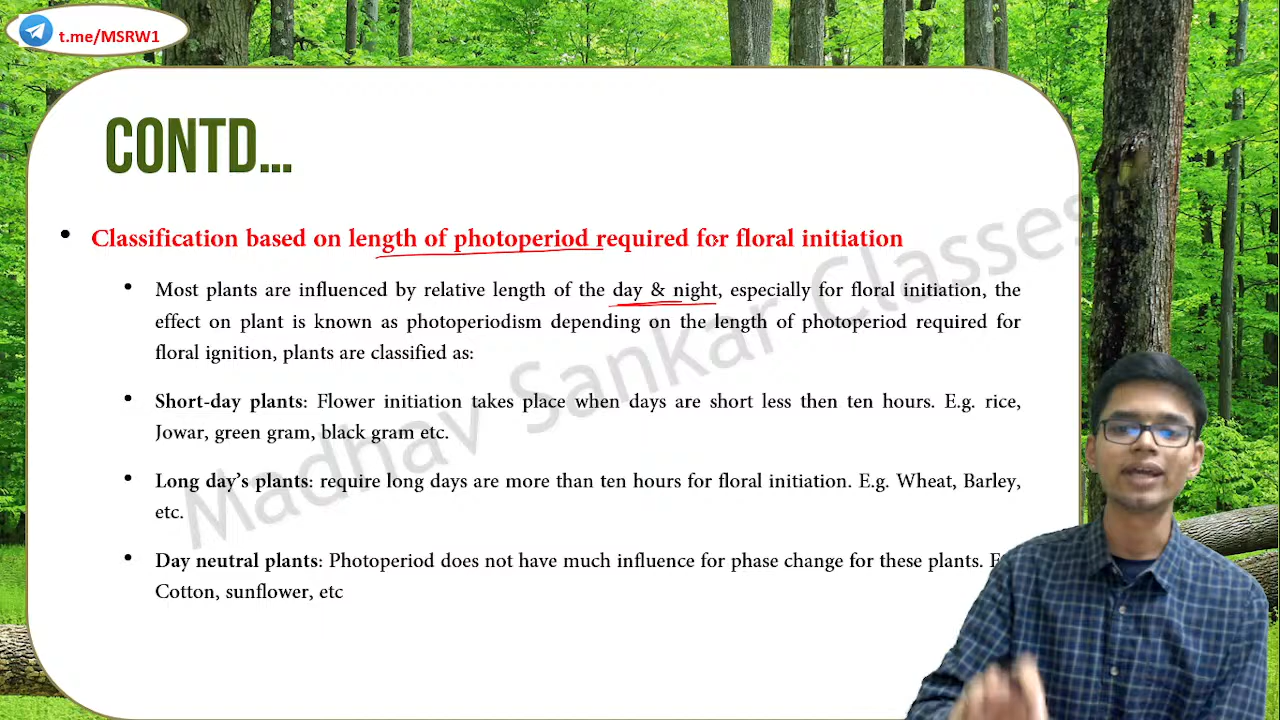 t.me/MSRW1
CONTD...
• Classification based on length of photoperiod required for floral initiation
• Most plants are influenced by relative length of the day & night, especially for floral initiation, the
effect on plant is known as photoperiodism depending on the length of photoperiod required for
floral ignition, plants are classified as:
• Short-day plants: Flower initiation takes place when days are short less then ten hours. E.g. rice,
Jowar, green gram, black gram etc.
• Long day's plants: require long days are more than ten hours for floral initiation. E.g. Wheat, Barley,
etc.
• Day neutral plants: Photoperiod does not have much influence for phase change for these plants.
Cotton, sunflower, etc
Madhav Sankar Classes